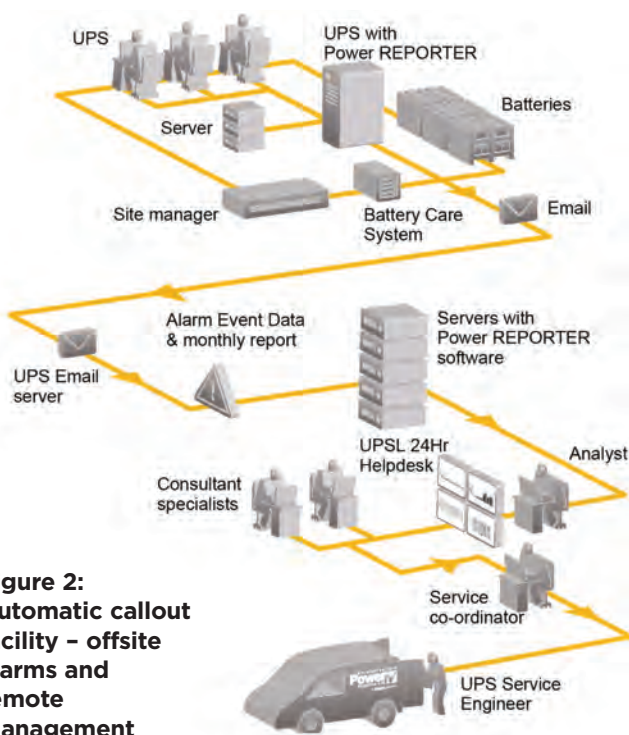 UPS
UPS with
Power REPORTER
Batteries
Server
Site manager
Battery Care
System
Email
Alarm Event Data
& monthly report
Servers with
Power REPORTER
software
UPS Email
server
UPSL 24Hr
Helpdesk
Analyst
Consultant
specialists
Service
co-ordinator
Power
UPS Service
Engineer
gure 2:
utomatic callout
cility – offsite
arms and
emote
anagement